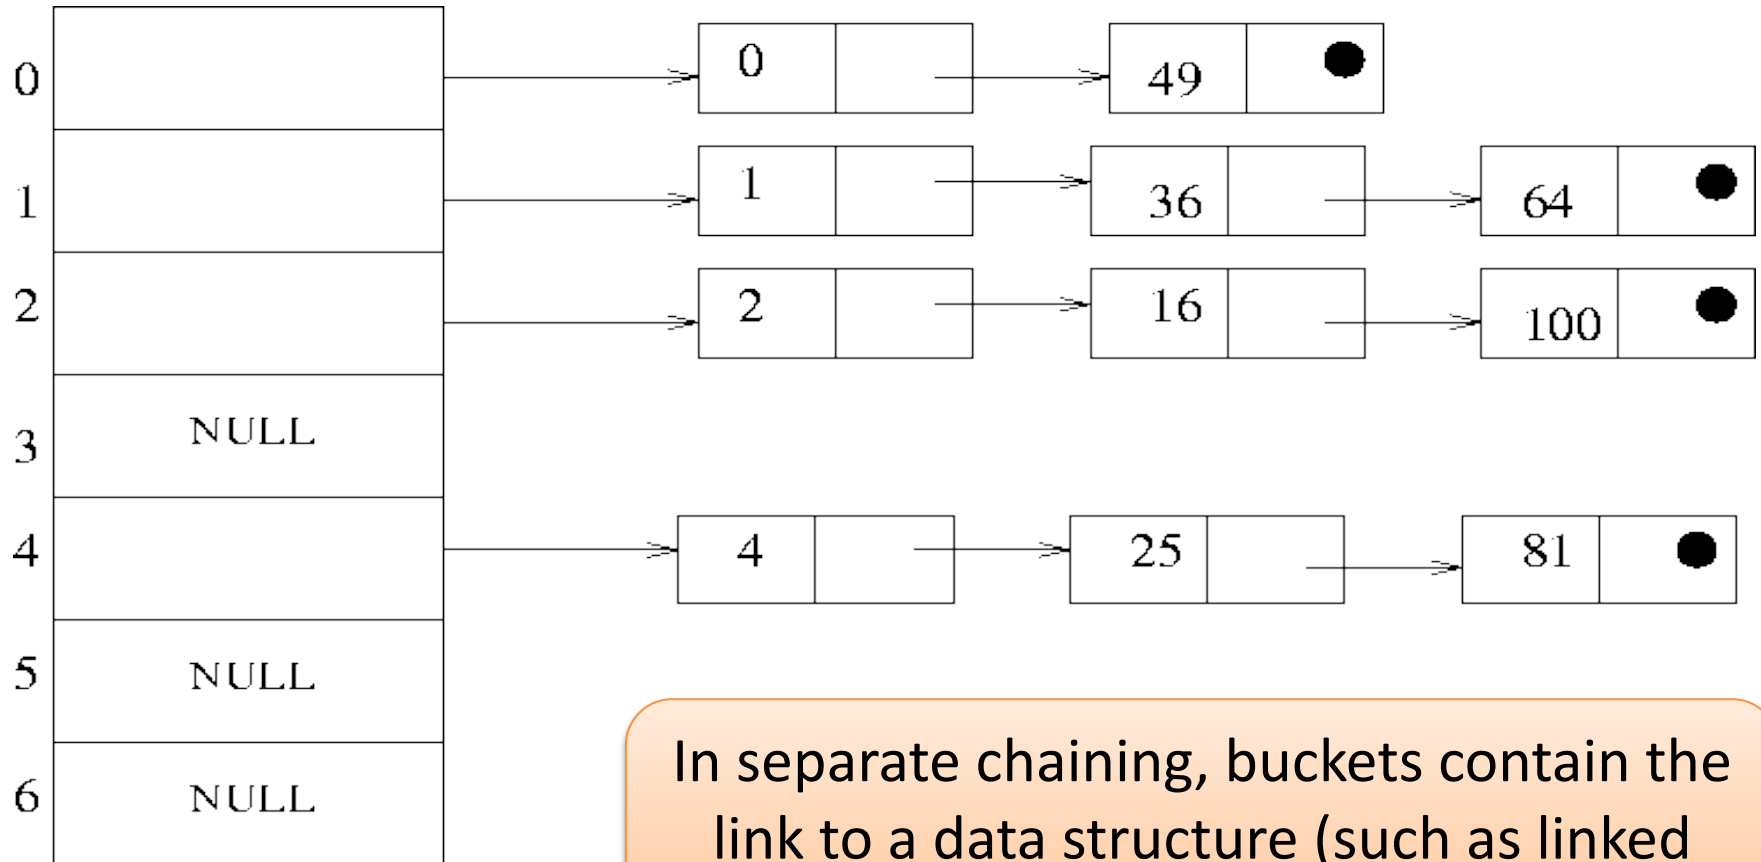 0 0 49
1 1 36 64
2 2 16 100
3 NULL
4 4 25 81
5 NULL
6 NULL
In separate chaining, buckets contain the
link to a data structure (such as linked